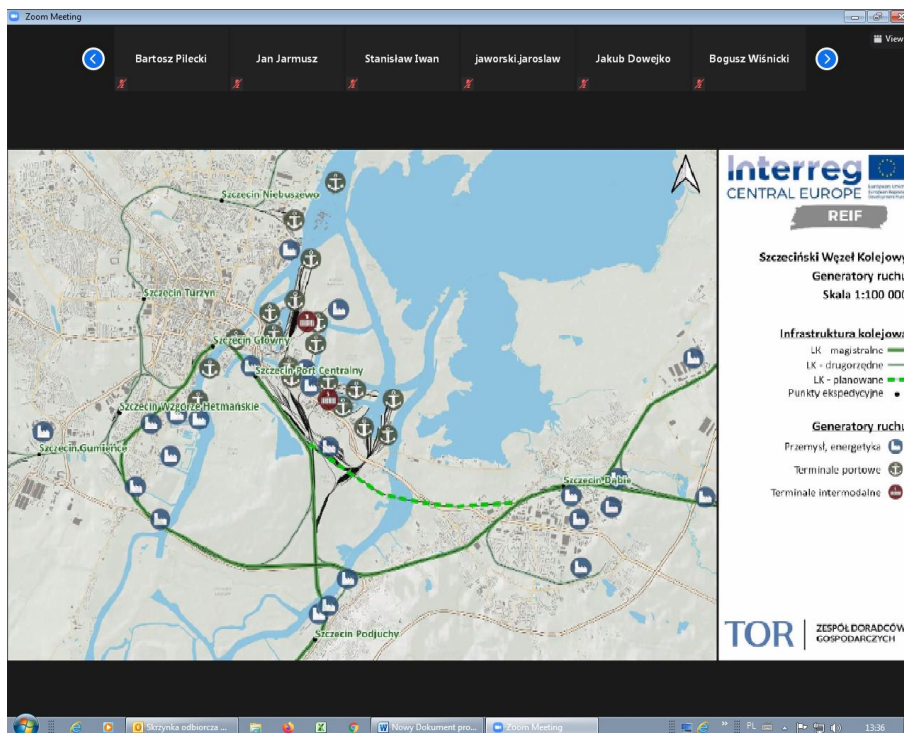 Zoom Meeting
View
Bartosz Pilecki
Jan Jarmusz
Stanisław Iwan
jaworski.jaroslaw
Jakub Dowejko
Bogusz Wiśnicki
Szczecin Niebuszewo
Szczecin Turzyn
Szczecin Główny
Szczecin Port Centralny
Szczecin Wzgórze Hetmańskie
Szczecin Gumieńce
Szczecin Dąbie
Szczecin Podjuchy
Interreg
CENTRAL EUROPE
REIF
Szczeciński Węzeł Kolejowy
Generatory ruchu
Skala 1:100 000
Infrastruktura kolejowa
LK - magistralne
LK - drugorzędne
LK - planowane
Punkty ekspedycyjne
Generatory ruchu
Przemysł, energetyka
Terminale portowe
Terminale intermodalne
TOR
ZESPÓŁ DORADCÓW
GOSPODARCZYCH
Skrzynka odbiorcza ...
Nowy Dokument pro...
Zoom Meeting
PL
13:36